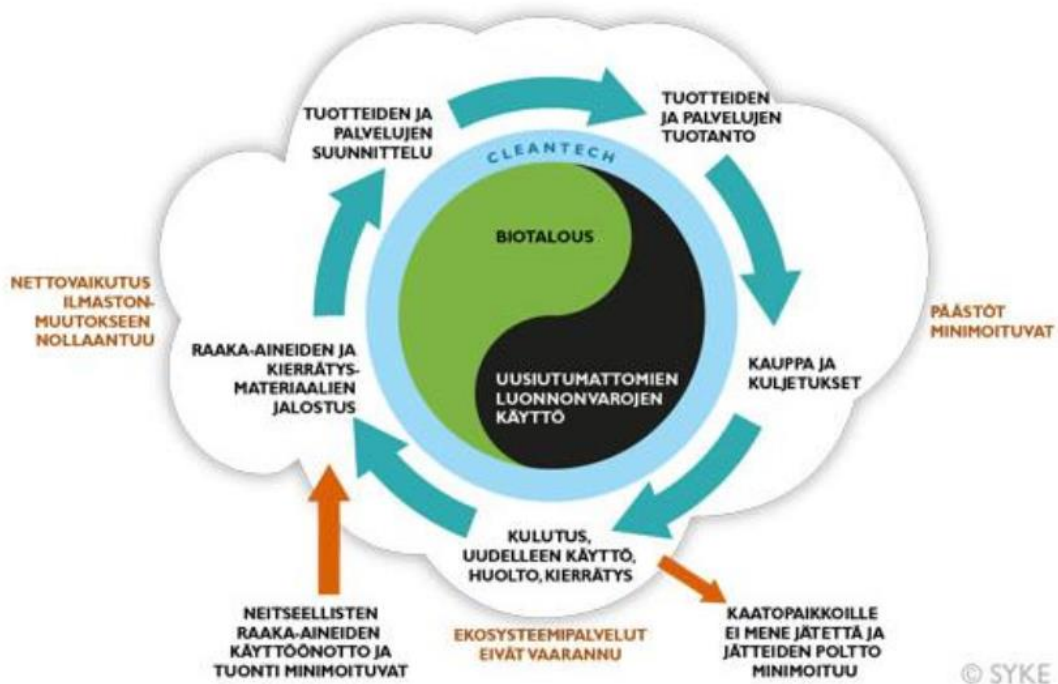 TUOTTEIDEN JA
PALVELUJEN
SUUNNITTELU
TUOTTEIDEN
JA PALVELUJEN
TUOTANTO
CLEANTECH
BIOTALOUS
NETTOVAIKUTUS
ILMASTON-
MUUTOKSEEN
NOLLAANTUU
PÄÄSTÖT
MINIMOITUVAT
RAAKA-AINEIDEN JA
KIERRÄTYS-
MATERIAALIEN
JALOSTUS
UUSIUTUMATTOMIEN
LUONNONVAROJEN
KÄYTTÖ
KAUPPA JA
KULJETUKSET
KULUTUS,
UUDELLEEN KÄYTTÖ,
HUOLTO, KIERRÄTYS
NEITSEELLISTEN
RAAKA-AINEIDEN
KÄYTTÖÖNOTTO JA
TUONTI MINIMOITUVAT
EKOSYSTEEMIPALVELUT
EIVÄT VAARANNU
KAATOPAIKKOILLE
EI MENE JÄTETTÄ JA
JÄTTEIDEN POLTTO
MINIMOITUU
© SYKE